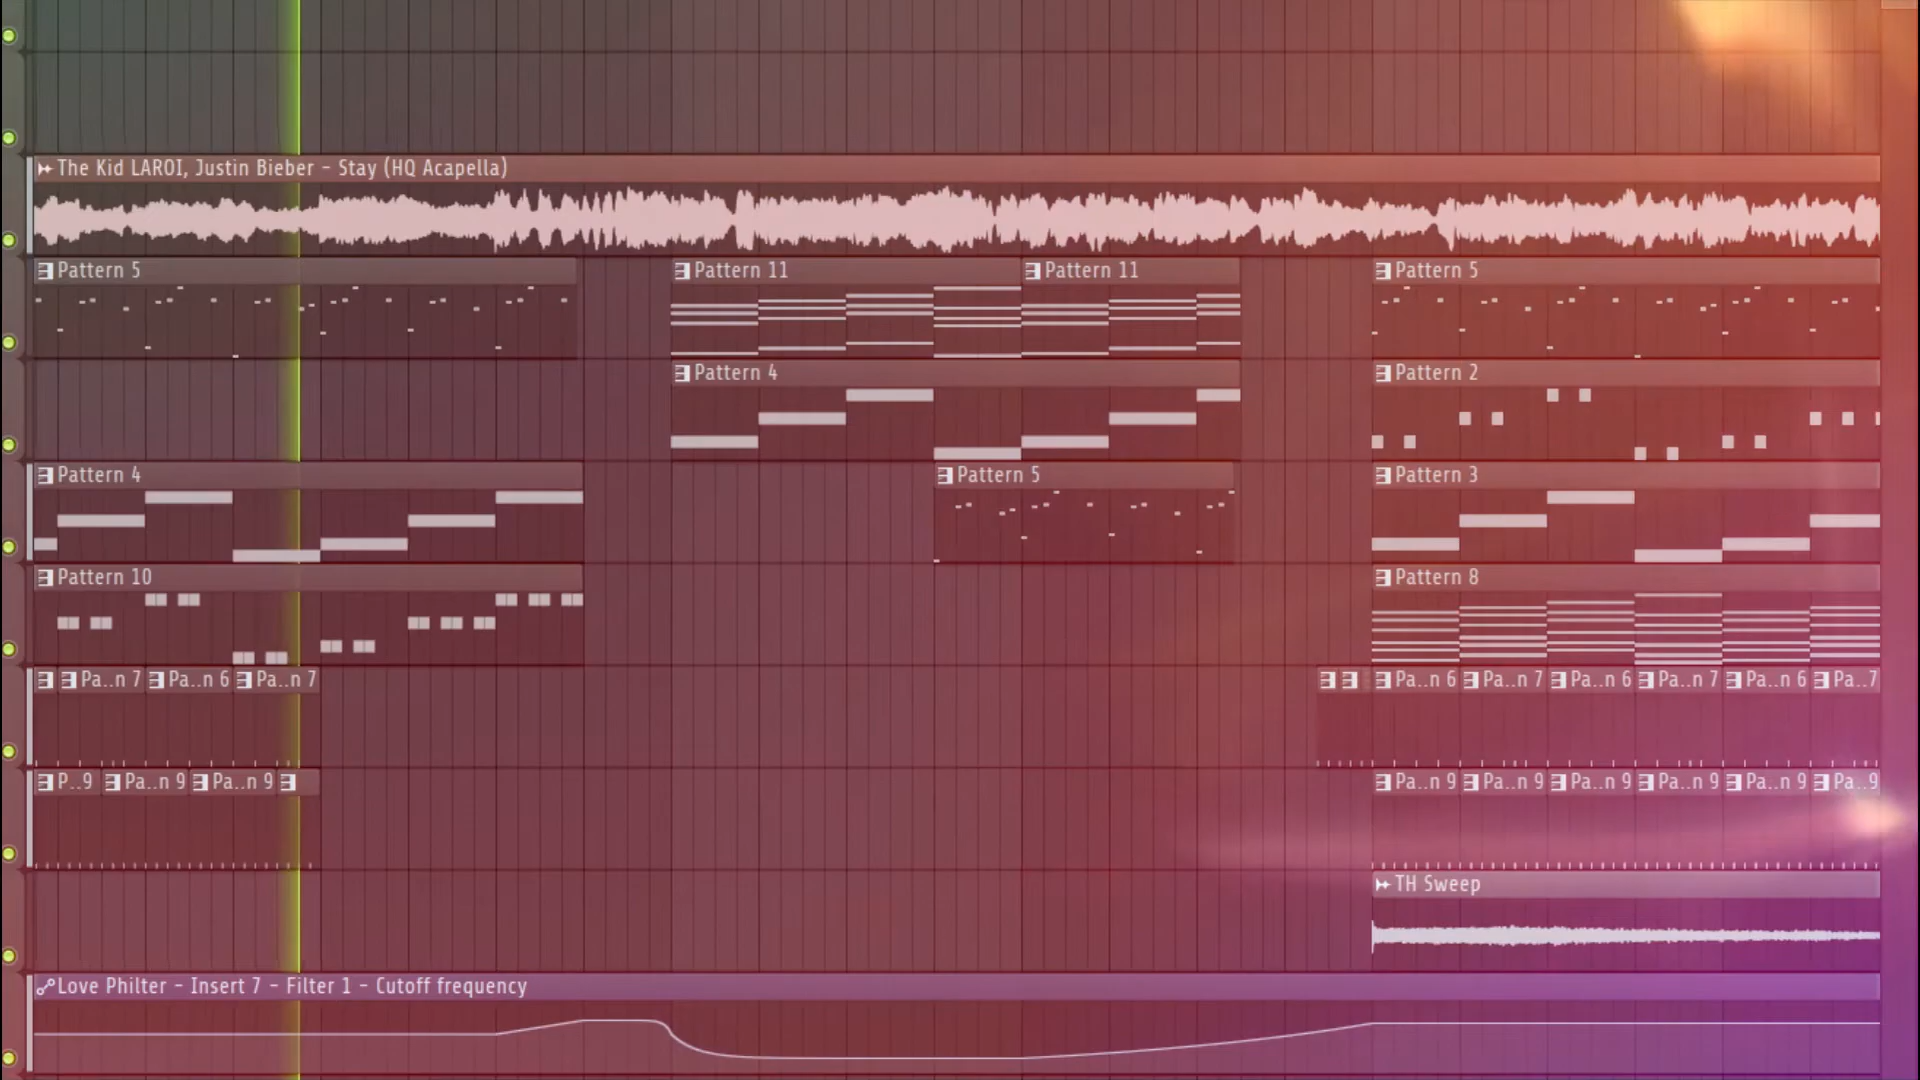 The Kid LAROI, Justin Bieber - Stay (HQ Acapella)
Pattern 5 Pattern 11 Pattern 11 Pattern 5
Pattern 4 Pattern 2
Pattern 4 Pattern 5 Pattern 3
Pattern 10 Pattern 8
Pa..n 7 Pa..n 6 Pa..n 7 Pa..n 6 Pa..n 7 Pa..n 6 Pa..n 7 Pa..n 6 Pa..7
P..9 Pa..n 9 Pa..n 9 Pa..n 9 Pa..n 9 Pa..n 9 Pa..n 9 Pa..n 9 Pa..9
TH Sweep
Love Philter - Insert 7 - Filter 1 - Cutoff frequency